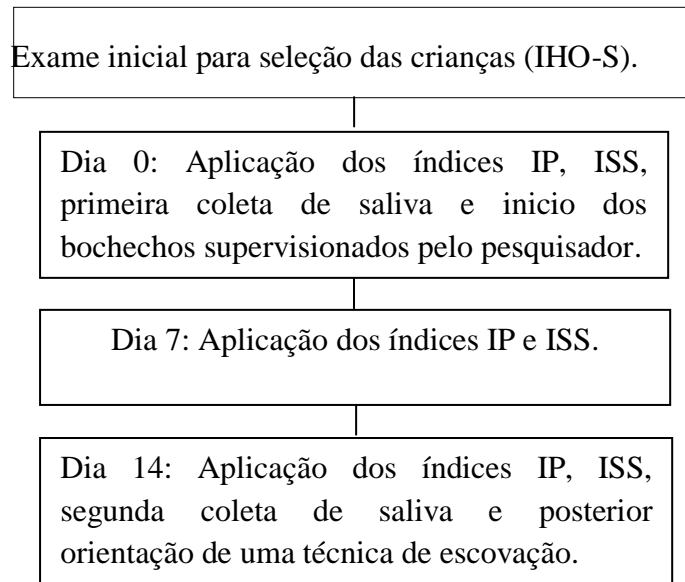 Exame inicial para seleção das crianças (IHO-S).
Dia 0: Aplicação dos índices IP, ISS,
primeira coleta de saliva e inicio dos
bochechos supervisionados pelo pesquisador.
Dia 7: Aplicação dos índices IP e ISS.
Dia 14: Aplicação dos índices IP, ISS,
segunda coleta de saliva e posterior
orientação de uma técnica de escovação.